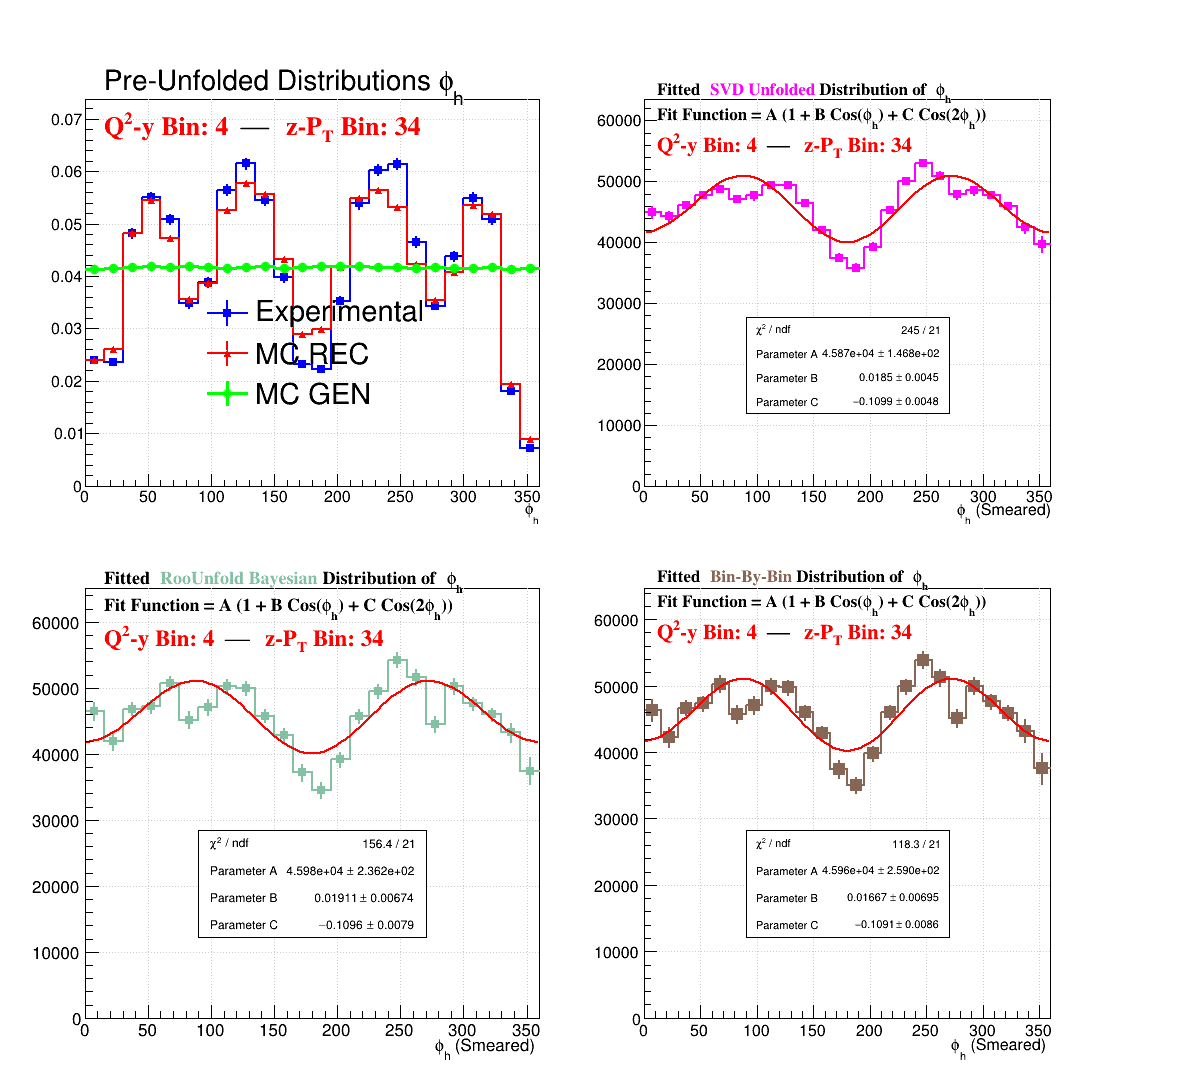 Pre-Unfolded Distributions ϕh
Q2-y Bin: 4 — z-PT Bin: 34
0.07
0.06
0.05
0.04
0.03
0.02
0.01
0
Experimental
MC REC
MC GEN
0 50 100 150 200 250 300 350
ϕh
Fitted SVD Unfolded Distribution of ϕh
Fit Function = A (1 + B Cos(ϕh) + C Cos(2ϕh))
Q2-y Bin: 4 — z-PT Bin: 34
60000
50000
40000
30000
20000
10000
0
χ2 / ndf 245 / 21
Parameter A 4.587e+04 ± 1.468e+02
Parameter B 0.0185 ± 0.0045
Parameter C −0.1099 ± 0.0048
0 50 100 150 200 250 300 350
ϕh (Smeared)
Fitted RooUnfold Bayesian Distribution of ϕh
Fit Function = A (1 + B Cos(ϕh) + C Cos(2ϕh))
Q2-y Bin: 4 — z-PT Bin: 34
60000
50000
40000
30000
20000
10000
0
χ2 / ndf 156.4 / 21
Parameter A 4.598e+04 ± 2.362e+02
Parameter B 0.01911 ± 0.00674
Parameter C −0.1096 ± 0.0079
0 50 100 150 200 250 300 350
ϕh (Smeared)
Fitted Bin-By-Bin Distribution of ϕh
Fit Function = A (1 + B Cos(ϕh) + C Cos(2ϕh))
Q2-y Bin: 4 — z-PT Bin: 34
60000
50000
40000
30000
20000
10000
0
χ2 / ndf 118.3 / 21
Parameter A 4.596e+04 ± 2.590e+02
Parameter B 0.01667 ± 0.00695
Parameter C −0.1091 ± 0.0086
0 50 100 150 200 250 300 350
ϕh (Smeared)